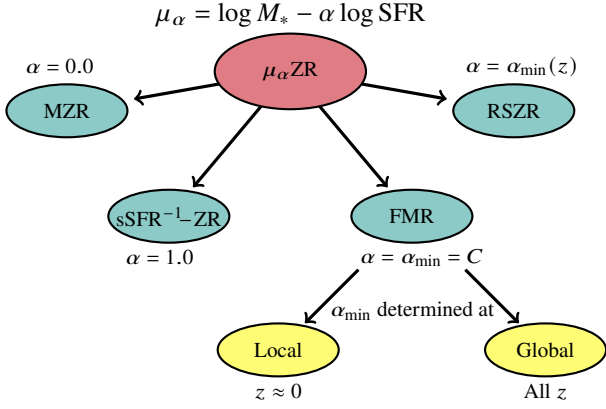 μ_α = log M_* − α log SFR
μ_αZR
α = 0.0
MZR
α = α_min(z)
RSZR
sSFR⁻¹–ZR
α = 1.0
FMR
α = α_min = C
α_min determined at
Local
z ≈ 0
Global
All z